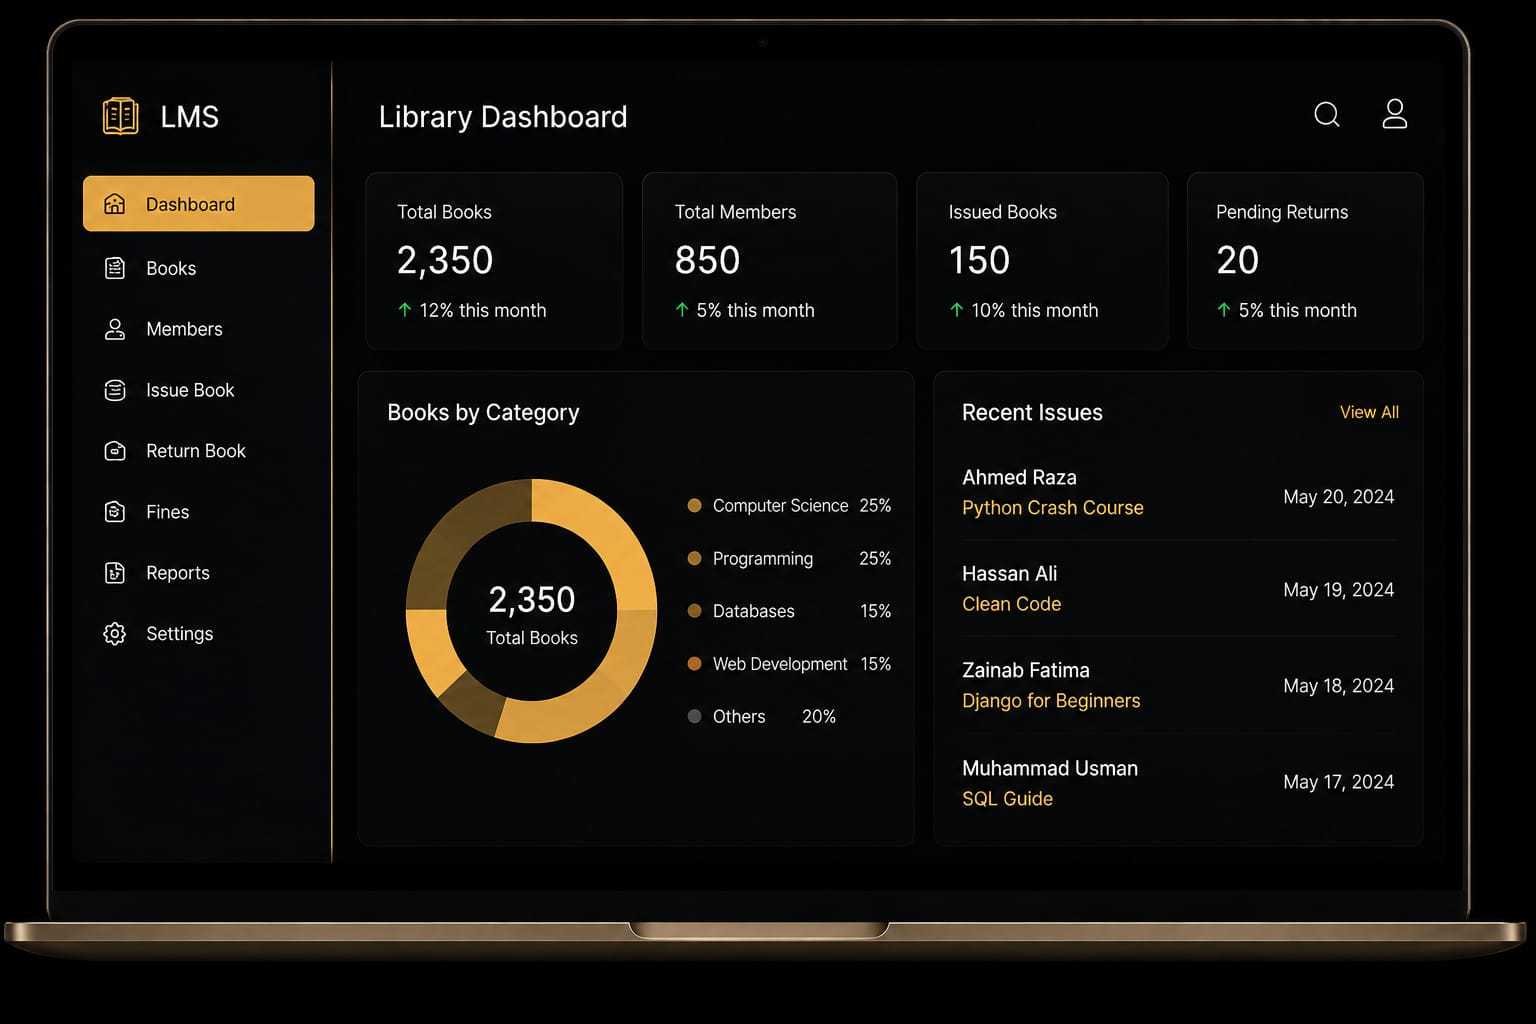 LMS
Dashboard
Books
Members
Issue Book
Return Book
Fines
Reports
Settings
Library Dashboard
Total Books
2,350
↑ 12% this month
Total Members
850
↑ 5% this month
Issued Books
150
↑ 10% this month
Pending Returns
20
↑ 5% this month
Books by Category
2,350
Total Books
Computer Science 25%
Programming 25%
Databases 15%
Web Development 15%
Others 20%
Recent Issues
View All
Ahmed Raza
Python Crash Course
May 20, 2024
Hassan Ali
Clean Code
May 19, 2024
Zainab Fatima
Django for Beginners
May 18, 2024
Muhammad Usman
SQL Guide
May 17, 2024